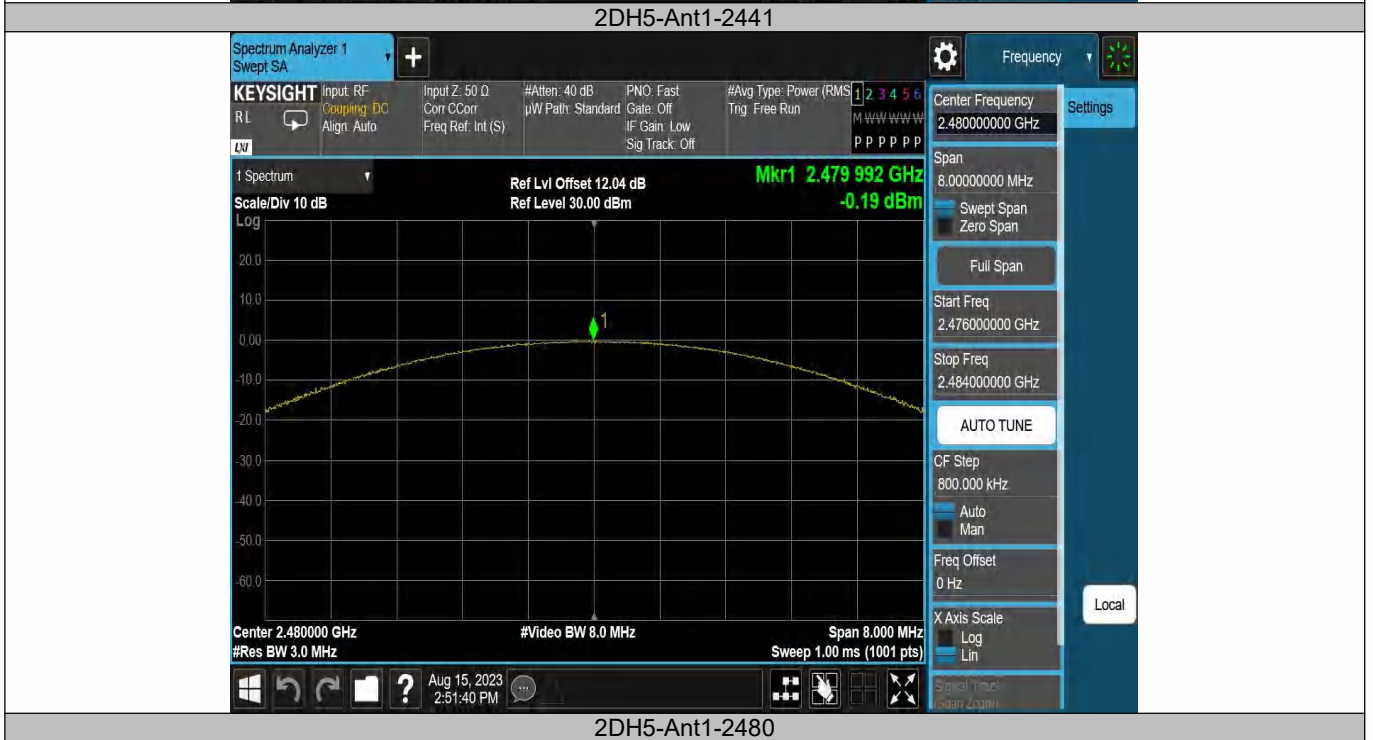 2DH5-Ant1-2441
Spectrum Analyzer 1
Swept SA
+
Frequency
KEYSIGHT
RL
LXI
Input: RF
Coupling: DC
Align: Auto
Input Z: 50 Ω
Corr CCorr
Freq Ref: Int (S)
#Atten: 40 dB
µW Path: Standard
PNO: Fast
Gate: Off
IF Gain: Low
Sig Track: Off
#Avg Type: Power (RMS
Trig: Free Run
1 2 3 4 5 6
M W W W W W
P P P P P P
Center Frequency
2.480000000 GHz
Settings
Span
8.00000000 MHz
Swept Span
Zero Span
Full Span
Start Freq
2.476000000 GHz
Stop Freq
2.484000000 GHz
AUTO TUNE
CF Step
800.000 kHz
Auto
Man
Freq Offset
0 Hz
X Axis Scale
Log
Lin
Local
1 Spectrum
Scale/Div 10 dB
Ref Lvl Offset 12.04 dB
Ref Level 30.00 dBm
Mkr1 2.479 992 GHz
-0.19 dBm
Log
20.0
10.0
0.00
-10.0
-20.0
-30.0
-40.0
-50.0
-60.0
1
Center 2.480000 GHz
#Video BW 8.0 MHz
Span 8.000 MHz
#Res BW 3.0 MHz
Sweep 1.00 ms (1001 pts)
?
Aug 15, 2023
2:51:40 PM
2DH5-Ant1-2480